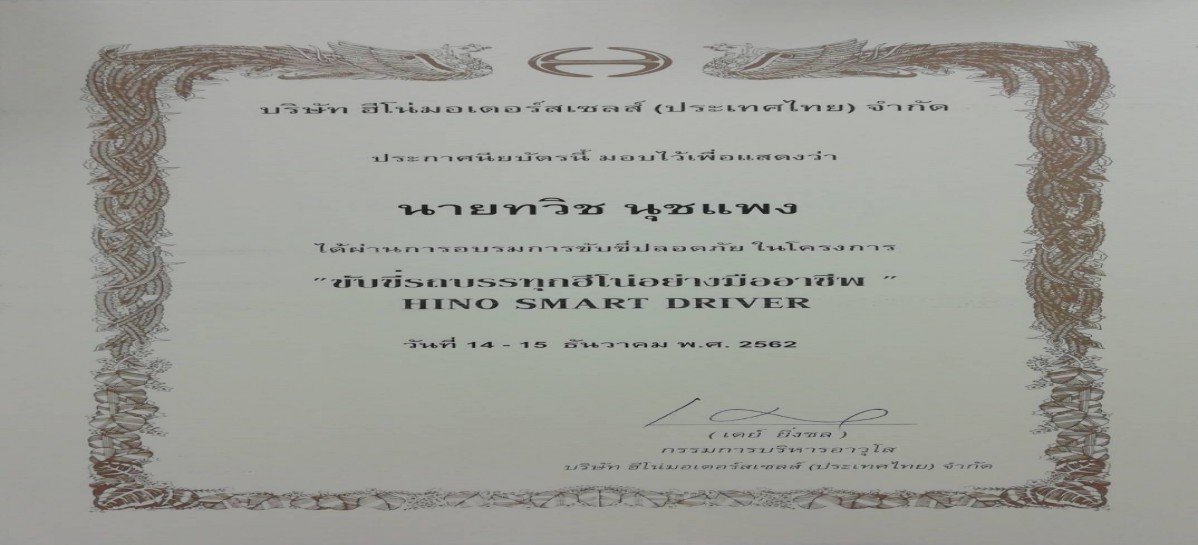 บริษัท ฮีโน่มอเตอร์สเซลส์ (ประเทศไทย) จำกัด
ประกาศนียบัตรนี้ มอบไว้เพื่อแสดงว่า
นายทวิช นุชแพง
ได้ผ่านการอบรมการขับขี่ปลอดภัย ในโครงการ
"ขับขี่รถบรรทุกฮีโน่อย่างมืออาชีพ "
HINO SMART DRIVER
วันที่ 14 - 15 ธันวาคม พ.ศ. 2562
( เดย์ ยิ่งชล )
กรรมการบริหารอาวุโส
บริษัท ฮีโน่มอเตอร์สเซลส์ (ประเทศไทย) จำกัด